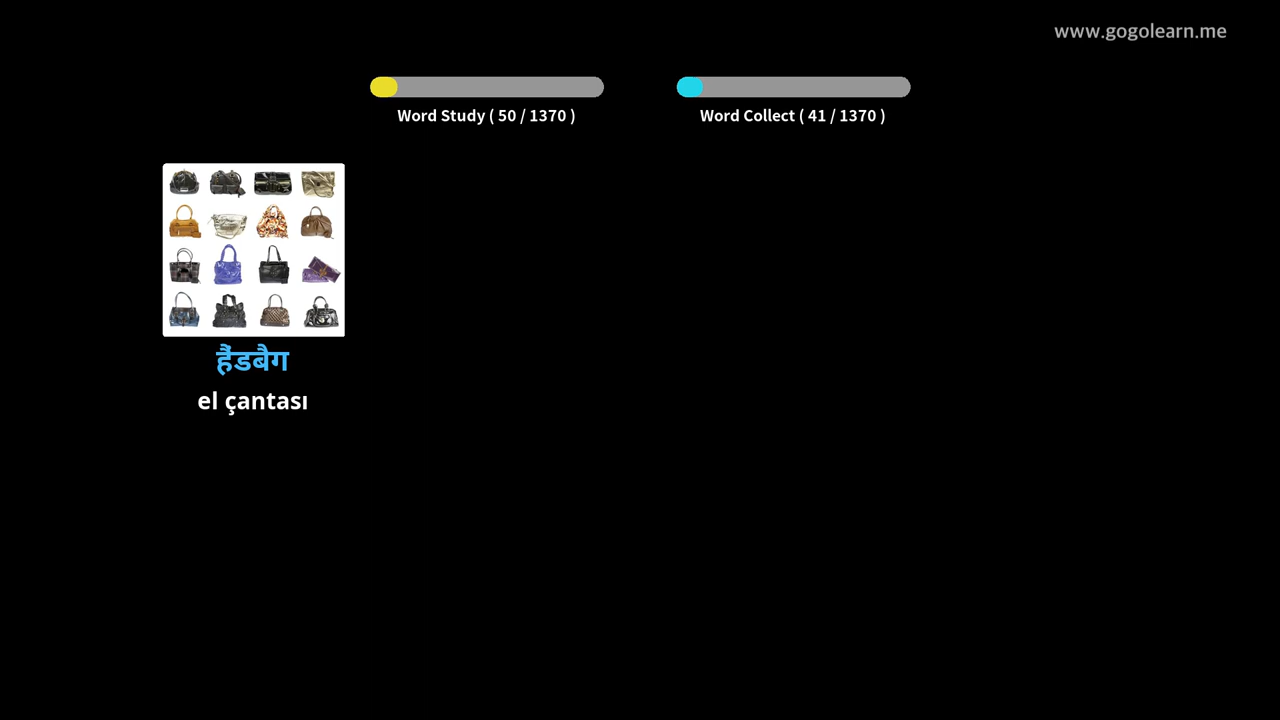 www.gogolearn.me
Word Study ( 50 / 1370 )
Word Collect ( 41 / 1370 )
हैंडबैग
el çantası